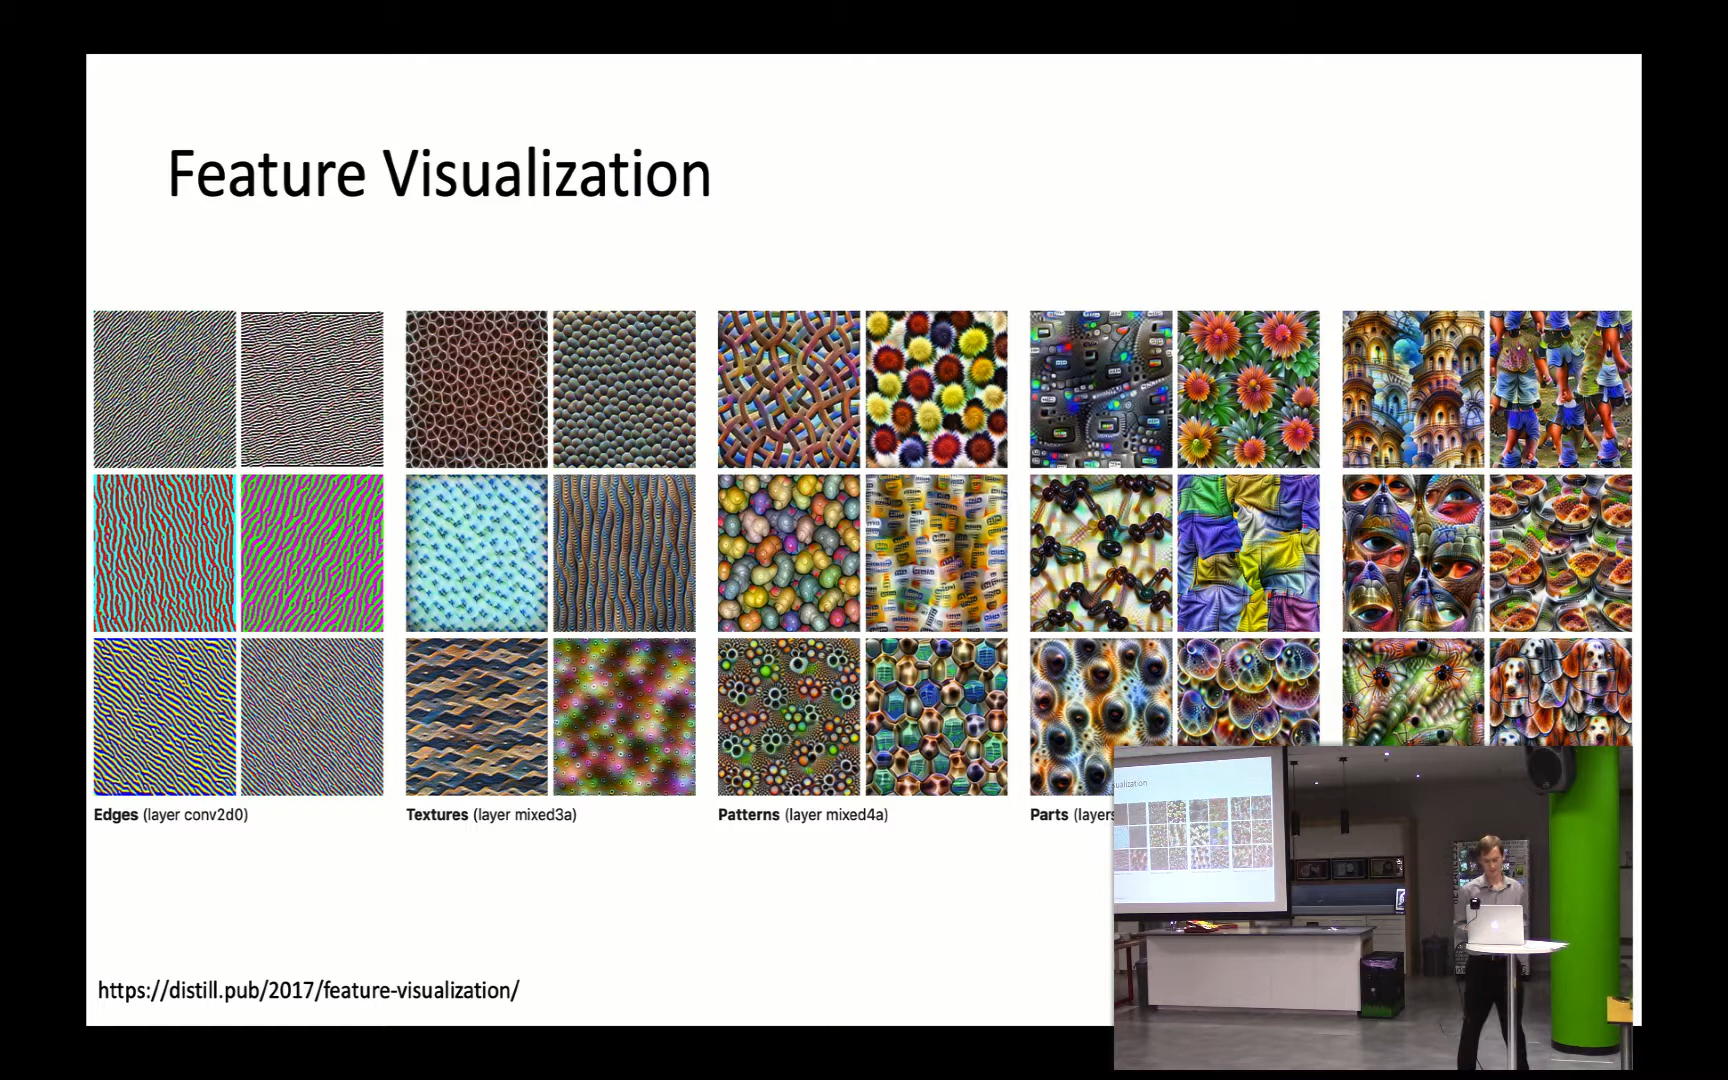 Feature Visualization
Edges (layer conv2d0)
Textures (layer mixed3a)
Patterns (layer mixed4a)
Parts (layers
https://distill.pub/2017/feature-visualization/
ualization